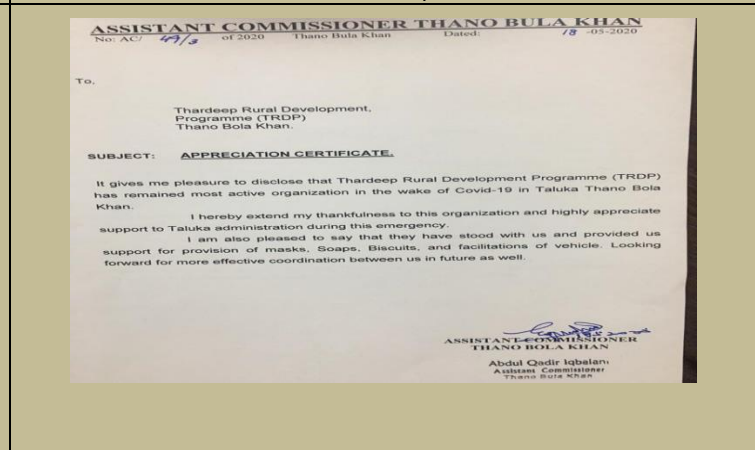 ASSISTANT COMMISSIONER THANO BULA KHAN
No: AC/ 49/3 of 2020 Thano Bula Khan Dated: 18 -05-2020
To,
Thardeep Rural Development,
Programme (TRDP)
Thano Bola Khan.
SUBJECT: APPRECIATION CERTIFICATE.
It gives me pleasure to disclose that Thardeep Rural Development Programme (TRDP)
has remained most active organization in the wake of Covid-19 in Taluka Thano Bola
Khan.
I hereby extend my thankfulness to this organization and highly appreciate
support to Taluka administration during this emergency.
I am also pleased to say that they have stood with us and provided us
support for provision of masks, Soaps, Biscuits, and facilitations of vehicle. Looking
forward for more effective coordination between us in future as well.
ASSISTANT COMMISSIONER
THANO BOLA KHAN
Abdul Qadir Iqbalani
Assistant Commissioner
Thano Bula Khan